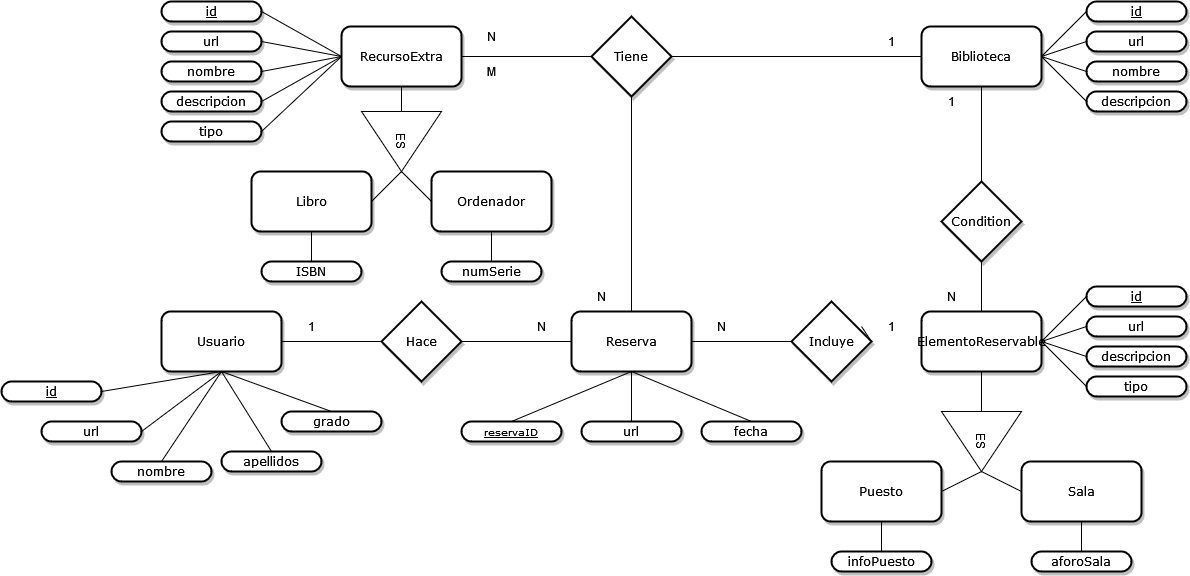 id
url
nombre
descripcion
tipo
RecursoExtra
N
M
Tiene
1
Biblioteca
id
url
nombre
descripcion
1
ES
Libro
Ordenador
ISBN
numSerie
Condition
N
N
Usuario
1
Hace
N
Reserva
N
Incluye
1
ElementoReservable
id
url
descripcion
tipo
id
url
nombre
apellidos
grado
reservaID
url
fecha
ES
Puesto
Sala
infoPuesto
aforoSala